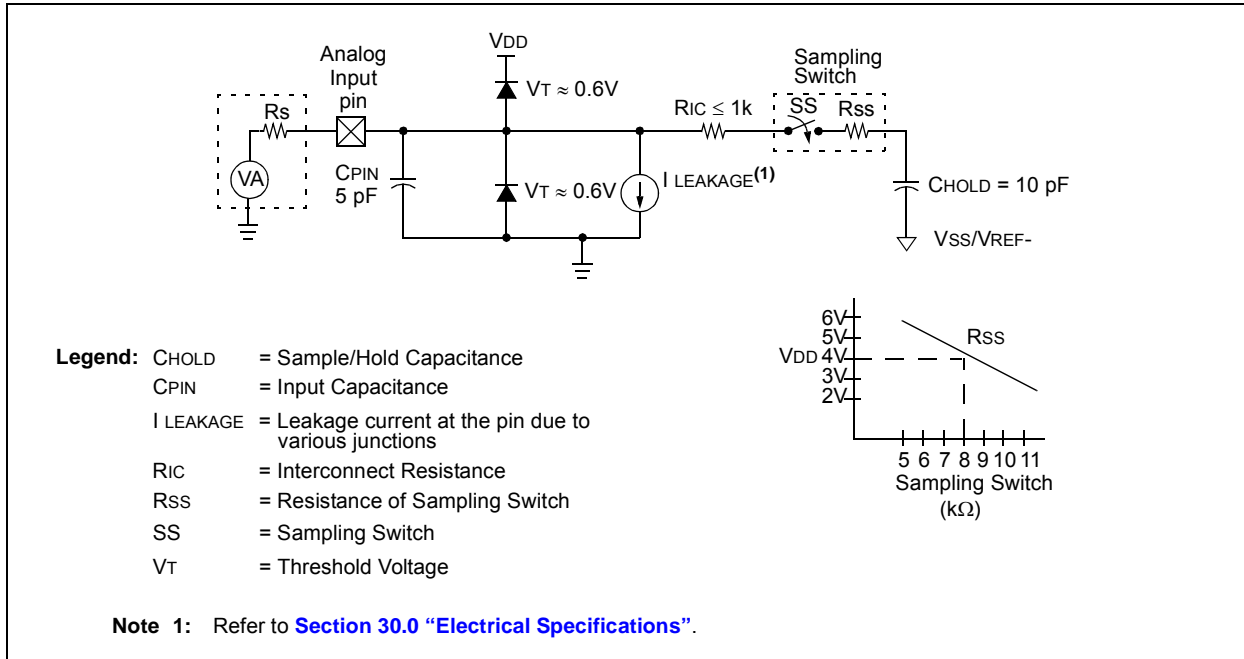 VDD
Analog
Input
pin
Sampling
Switch
Rs
VT ≈ 0.6V
RIC ≤ 1k
SS
Rss
VA
CPIN
5 pF
VT ≈ 0.6V
I LEAKAGE(1)
CHOLD = 10 pF
VSS/VREF-
6V
5V
VDD 4V
3V
2V
RSS
5 6 7 8 9 10 11
Sampling Switch
(kΩ)
Legend: CHOLD = Sample/Hold Capacitance
CPIN = Input Capacitance
I LEAKAGE = Leakage current at the pin due to
various junctions
RIC = Interconnect Resistance
RSS = Resistance of Sampling Switch
SS = Sampling Switch
VT = Threshold Voltage
Note 1: Refer to Section 30.0 “Electrical Specifications”.